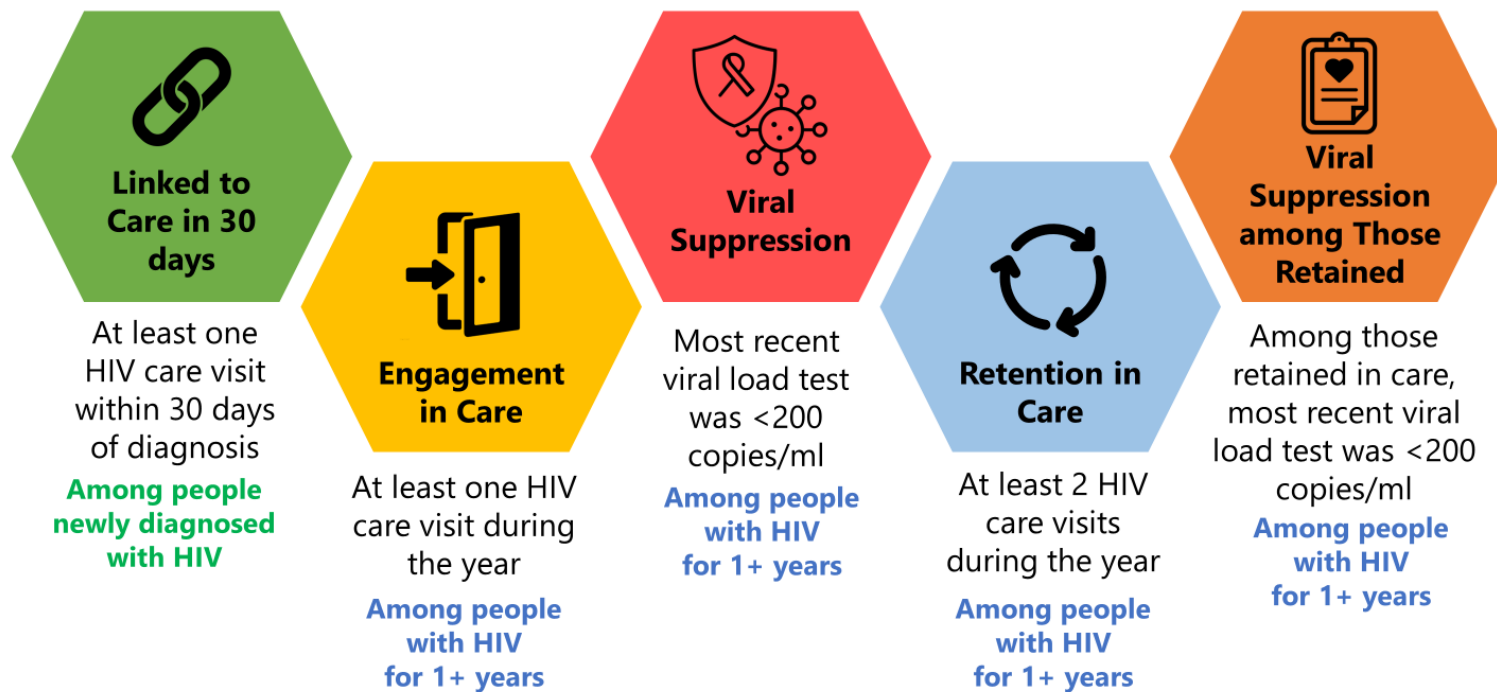 Linked to
Care in 30
days
At least one
HIV care visit
within 30 days
of diagnosis
Among people
newly diagnosed
with HIV
Engagement
in Care
At least one HIV
care visit during
the year
Among people
with HIV
for 1+ years
Viral
Suppression
Most recent
viral load test
was <200
copies/ml
Among people
with HIV
for 1+ years
Retention in
Care
At least 2 HIV
care visits
during the year
Among people
with HIV
for 1+ years
Viral
Suppression
among Those
Retained
Among those
retained in care,
most recent viral
load test was <200
copies/ml
Among people
with HIV
for 1+ years